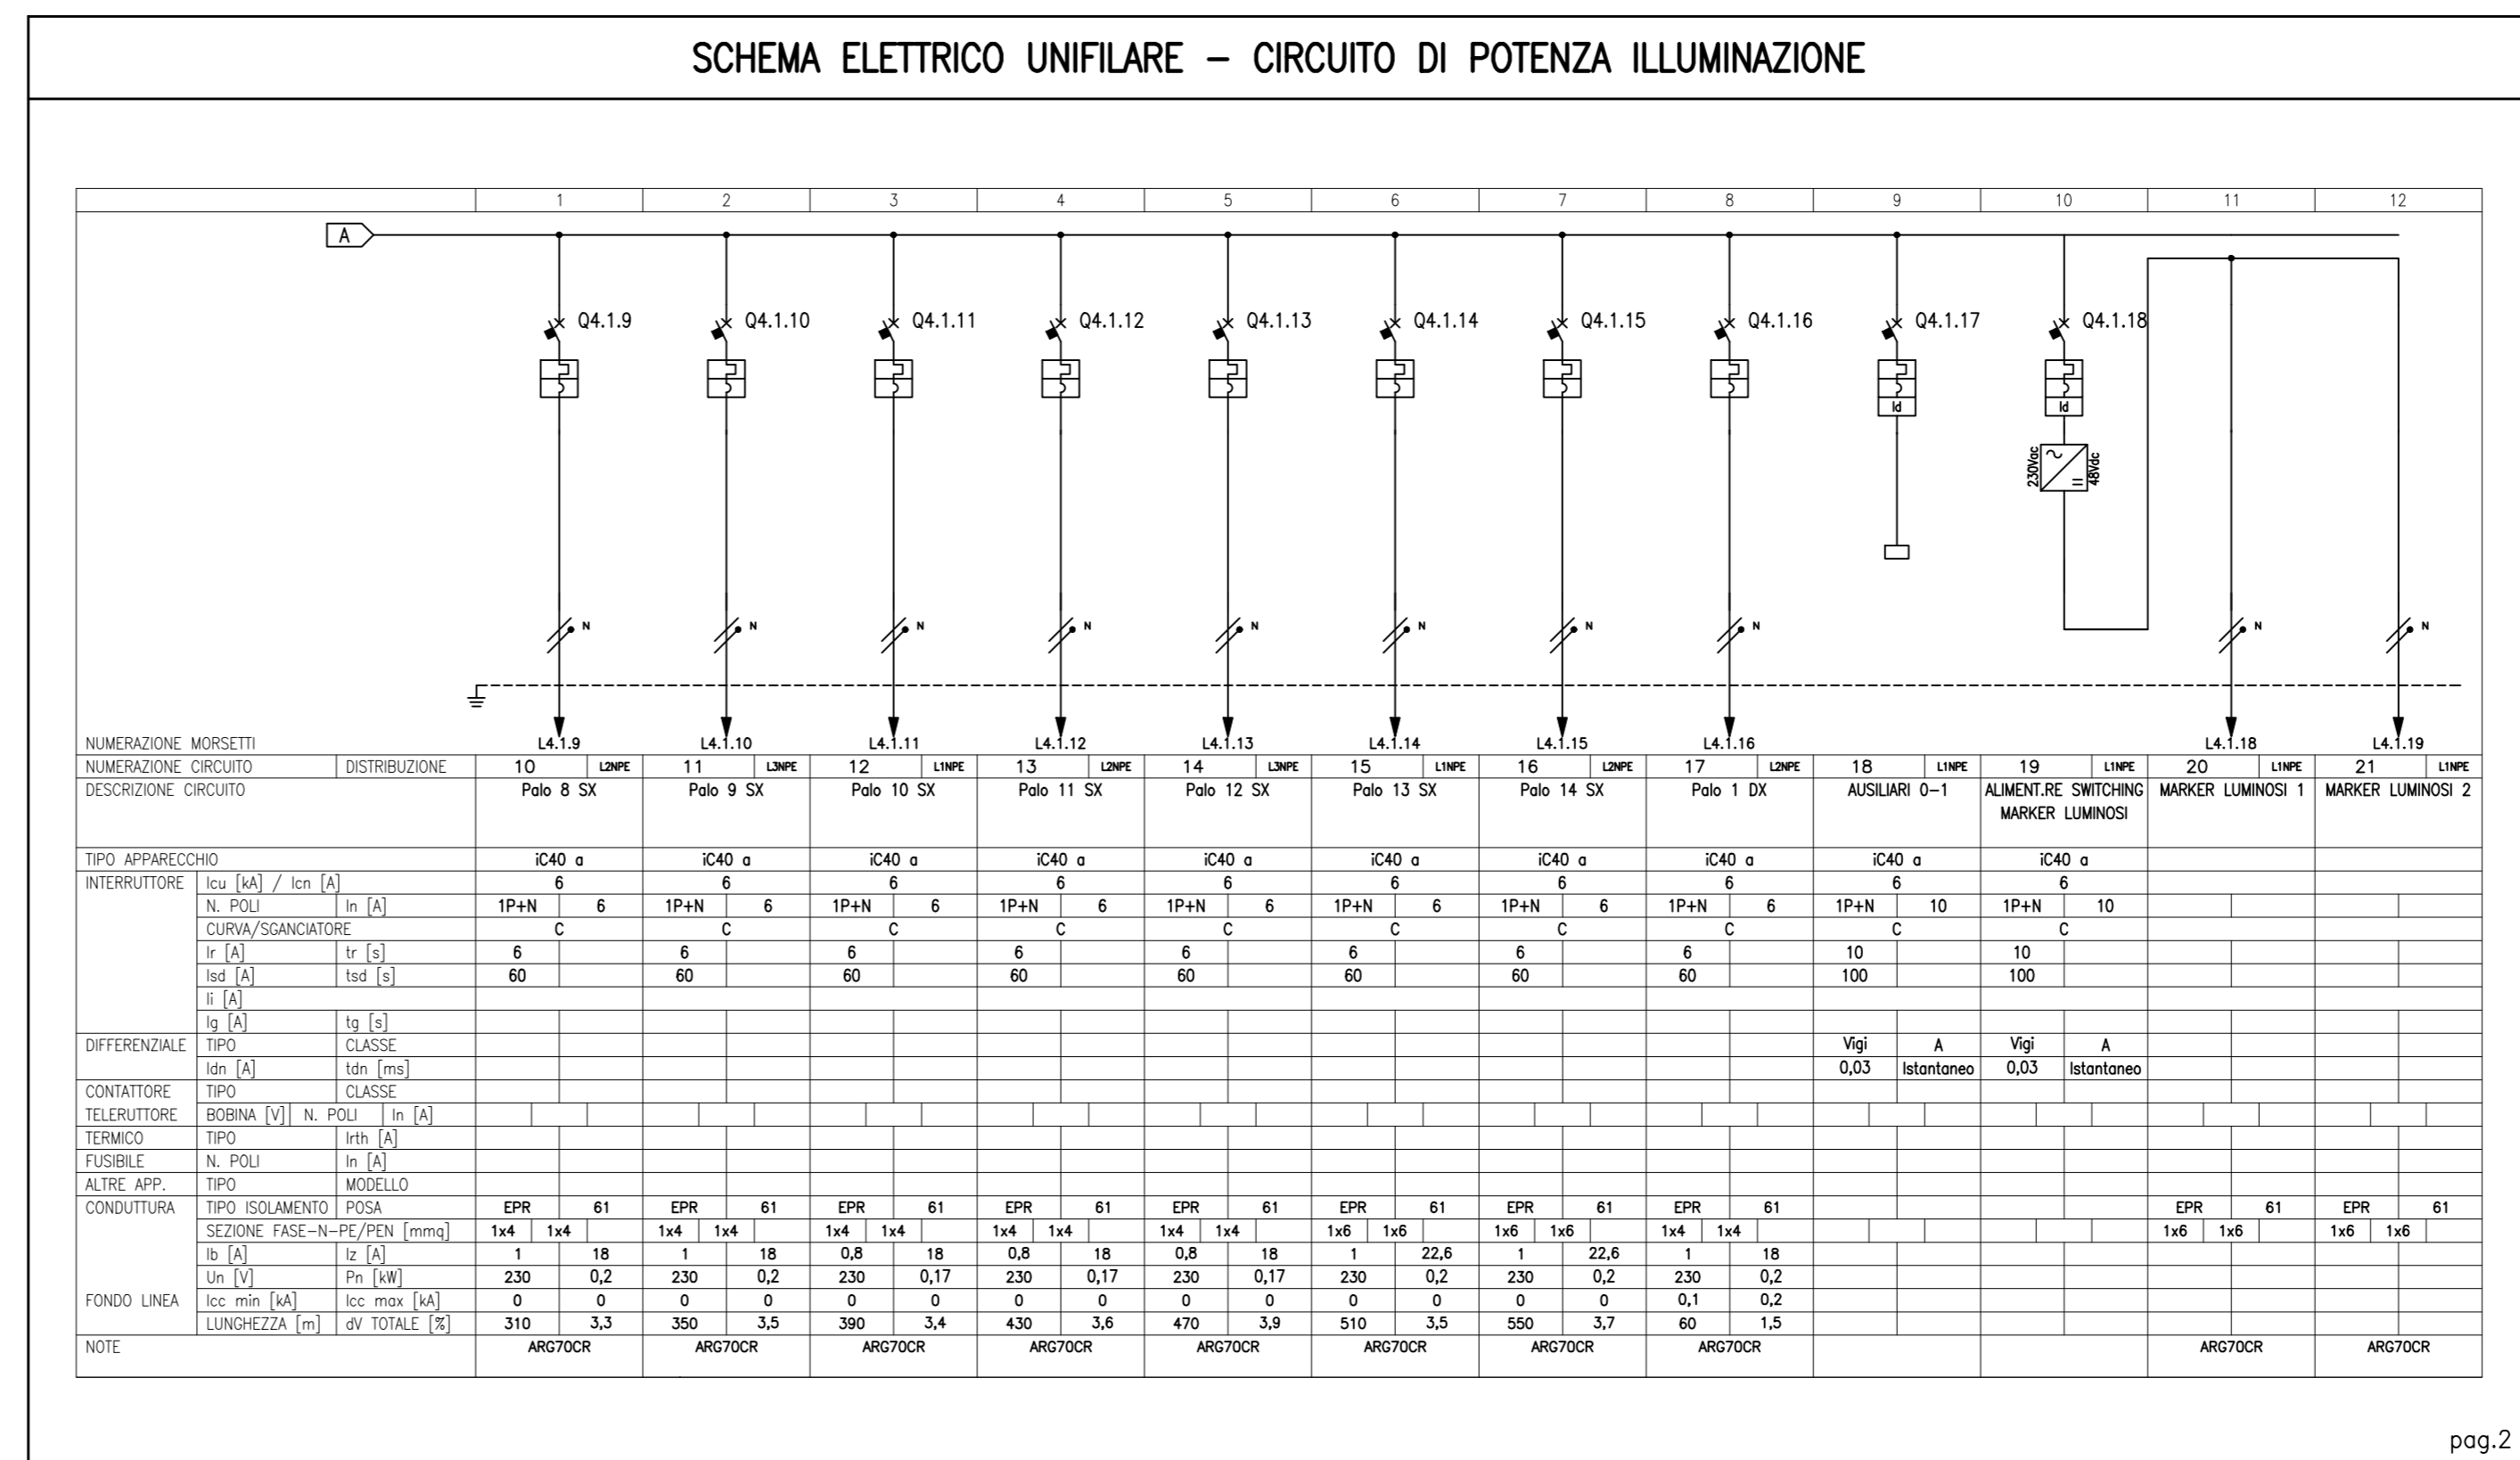 SCHEMA ELETTRICO UNIFILARE – CIRCUITO DI POTENZA ILLUMINAZIONE
1 2 3 4 5 6 7 8 9 10 11 12
A
Q4.1.9 Q4.1.10 Q4.1.11 Q4.1.12 Q4.1.13 Q4.1.14 Q4.1.15 Q4.1.16 Q4.1.17 Q4.1.18
Id Id
230Vac 48Vdc
N N N N N N N N N N
NUMERAZIONE MORSETTI L4.1.9 L4.1.10 L4.1.11 L4.1.12 L4.1.13 L4.1.14 L4.1.15 L4.1.16 L4.1.18 L4.1.19
NUMERAZIONE CIRCUITO DISTRIBUZIONE 10 L2NPE 11 L3NPE 12 L1NPE 13 L2NPE 14 L3NPE 15 L1NPE 16 L2NPE 17 L2NPE 18 L1NPE 19 L1NPE 20 L1NPE 21 L1NPE
DESCRIZIONE CIRCUITO Palo 8 SX Palo 9 SX Palo 10 SX Palo 11 SX Palo 12 SX Palo 13 SX Palo 14 SX Palo 1 DX AUSILIARI 0–1 ALIMENT.RE SWITCHING MARKER LUMINOSI 1 MARKER LUMINOSI 2
MARKER LUMINOSI
TIPO APPARECCHIO iC40 a iC40 a iC40 a iC40 a iC40 a iC40 a iC40 a iC40 a iC40 a iC40 a
INTERRUTTORE Icu [kA] / Icn [A] 6 6 6 6 6 6 6 6 6 6
N. POLI In [A] 1P+N 6 1P+N 6 1P+N 6 1P+N 6 1P+N 6 1P+N 6 1P+N 6 1P+N 6 1P+N 10 1P+N 10
CURVA/SGANCIATORE C C C C C C C C C C
Ir [A] tr [s] 6 6 6 6 6 6 6 6 10 10
Isd [A] tsd [s] 60 60 60 60 60 60 60 60 100 100
Ii [A]
Ig [A] tg [s]
DIFFERENZIALE TIPO CLASSE Vigi A Vigi A
Idn [A] tdn [ms] 0,03 Istantaneo 0,03 Istantaneo
CONTATTORE TIPO CLASSE
TELERUTTORE BOBINA [V] N. POLI In [A]
TERMICO TIPO Irth [A]
FUSIBILE N. POLI In [A]
ALTRE APP. TIPO MODELLO
CONDUTTURA TIPO ISOLAMENTO POSA EPR 61 EPR 61 EPR 61 EPR 61 EPR 61 EPR 61 EPR 61 EPR 61 EPR 61 EPR 61
SEZIONE FASE–N–PE/PEN [mmq] 1x4 1x4 1x4 1x4 1x4 1x4 1x4 1x4 1x4 1x4 1x6 1x6 1x6 1x6 1x4 1x4 1x6 1x6 1x6 1x6
Ib [A] Iz [A] 1 18 1 18 0,8 18 0,8 18 0,8 18 1 22,6 1 22,6 1 18
Un [V] Pn [kW] 230 0,2 230 0,2 230 0,17 230 0,17 230 0,17 230 0,2 230 0,2 230 0,2
FONDO LINEA Icc min [kA] Icc max [kA] 0 0 0 0 0 0 0 0 0 0 0 0 0 0 0,1 0,2
LUNGHEZZA [m] dV TOTALE [%] 310 3,3 350 3,5 390 3,4 430 3,6 470 3,9 510 3,5 550 3,7 60 1,5
NOTE ARG7OCR ARG7OCR ARG7OCR ARG7OCR ARG7OCR ARG7OCR ARG7OCR ARG7OCR ARG7OCR ARG7OCR
pag.2